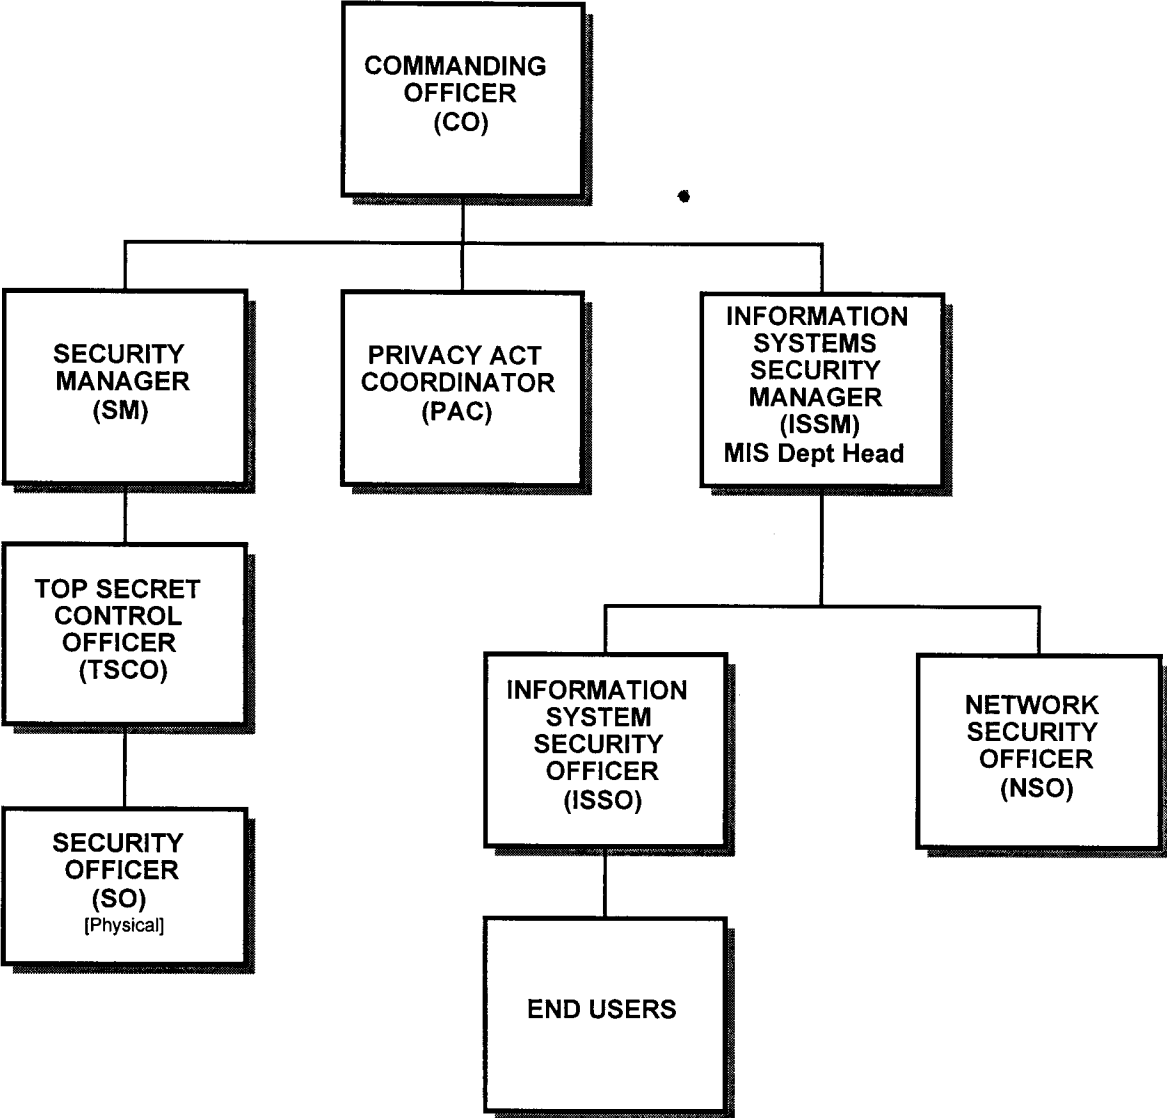 COMMANDING
OFFICER
(CO)
SECURITY
MANAGER
(SM)
PRIVACY ACT
COORDINATOR
(PAC)
INFORMATION
SYSTEMS
SECURITY
MANAGER
(ISSM)
MIS Dept Head
TOP SECRET
CONTROL
OFFICER
(TSCO)
INFORMATION
SYSTEM
SECURITY
OFFICER
(ISSO)
NETWORK
SECURITY
OFFICER
(NSO)
SECURITY
OFFICER
(SO)
[Physical]
END USERS